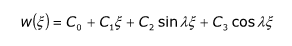 w(ξ) = C₀ + C₁ξ + C₂ sin λξ + C₃ cos λξ